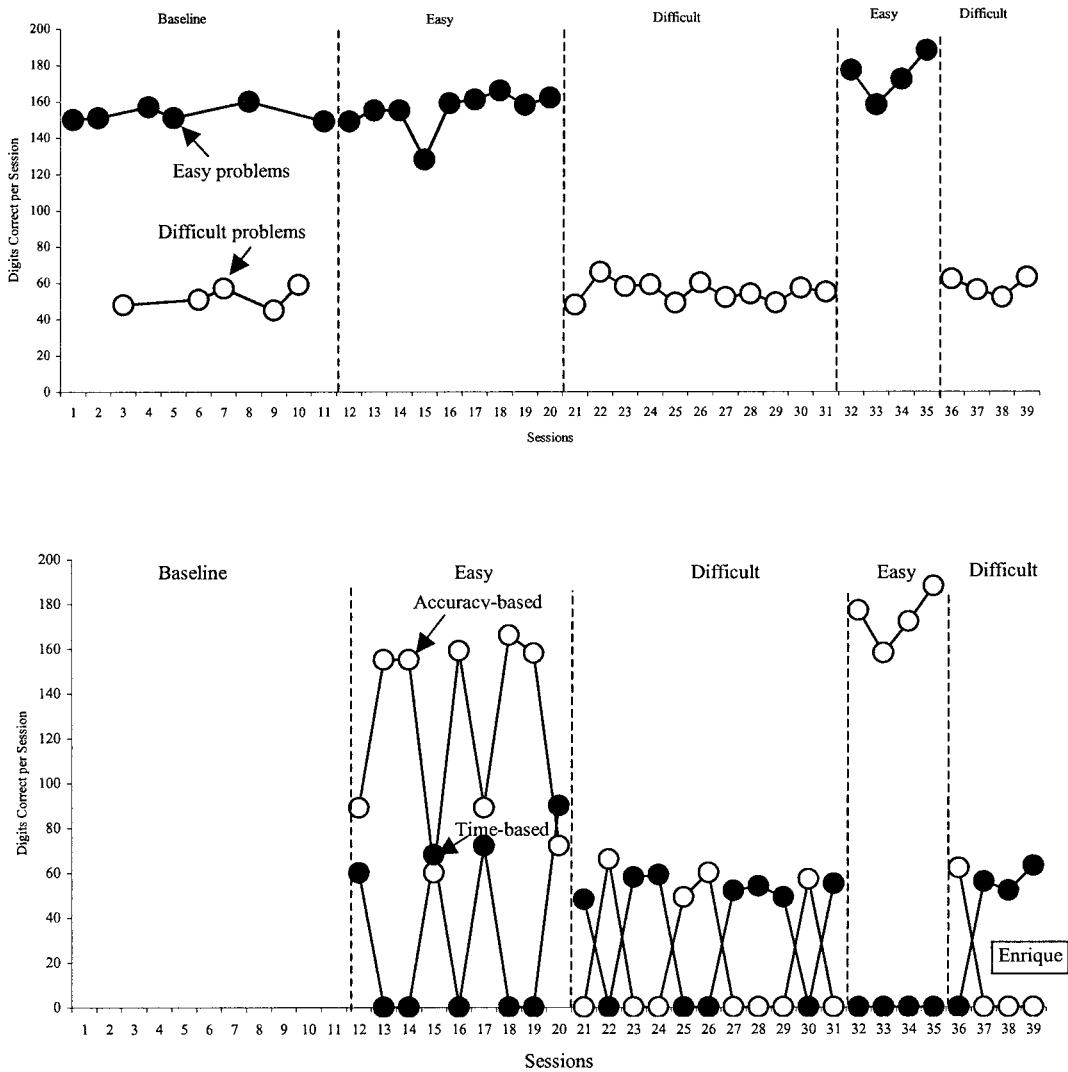 Baseline Easy Difficult Easy Difficult
200
180
160
140
120
100
80
60
40
20
0
Digits Correct per Session
Easy problems
Difficult problems
1 2 3 4 5 6 7 8 9 10 11 12 13 14 15 16 17 18 19 20 21 22 23 24 25 26 27 28 29 30 31 32 33 34 35 36 37 38 39
Sessions
Baseline Easy Difficult Easy Difficult
200
180
160
140
120
100
80
60
40
20
0
Digits Correct per Session
Accuracy-based
Time-based
Enrique
1 2 3 4 5 6 7 8 9 10 11 12 13 14 15 16 17 18 19 20 21 22 23 24 25 26 27 28 29 30 31 32 33 34 35 36 37 38 39
Sessions